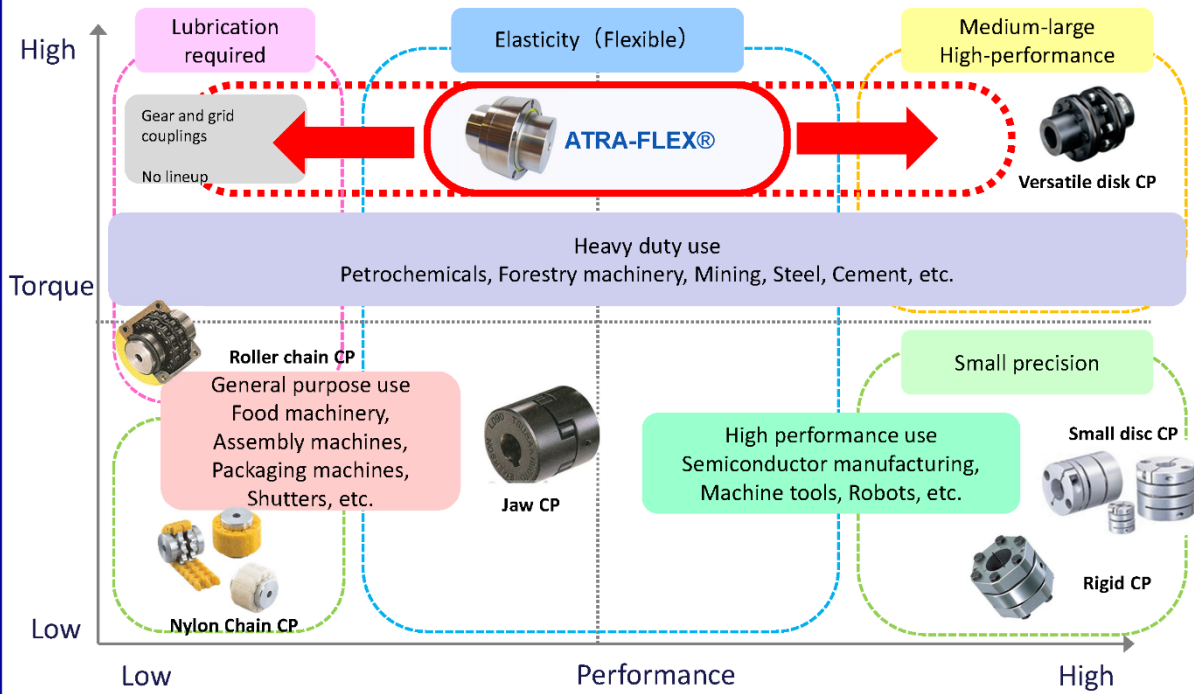 High
Lubrication
required
Elasticity（Flexible）
Medium-large
High-performance
Gear and grid
couplings
No lineup
ATRA-FLEX®
Versatile disk CP
Heavy duty use
Petrochemicals, Forestry machinery, Mining, Steel, Cement, etc.
Torque
Roller chain CP
General purpose use
Food machinery,
Assembly machines,
Packaging machines,
Shutters, etc.
Jaw CP
Small precision
High performance use
Semiconductor manufacturing,
Machine tools, Robots, etc.
Small disc CP
Rigid CP
Nylon Chain CP
Low
Low
Performance
High